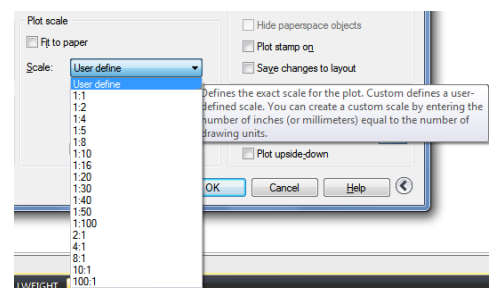 Plot scale
Fit to paper
Scale:
User define
User define
1:1
1:2
1:4
1:5
1:8
1:10
1:16
1:20
1:30
1:40
1:50
1:100
2:1
4:1
8:1
10:1
100:1
Hide paperspace objects
Plot stamp on
Save changes to layout
Defines the exact scale for the plot. Custom defines a user-
defined scale. You can create a custom scale by entering the
number of inches (or millimeters) equal to the number of
drawing units.
Plot upside-down
OK
Cancel
Help
LWEIGHT